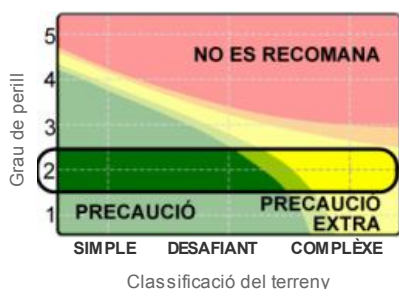 5
NO ES RECOMANA
4
3
2
1
PRECAUCIÓ
PRECAUCIÓ
EXTRA
SIMPLE DESAFIANT COMPLÈXE
Classificació del terreny
Grau de perill